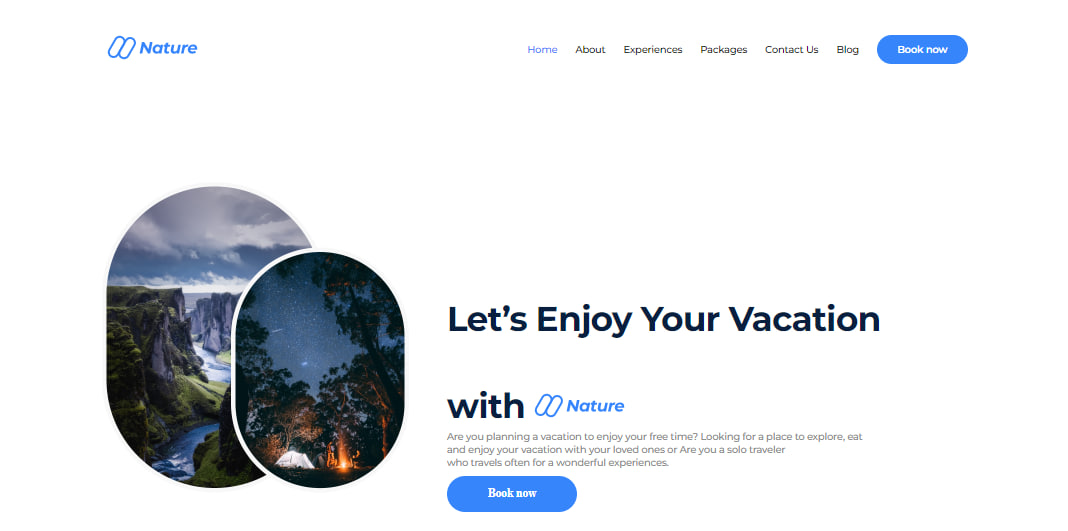 Nature
Home About Experiences Packages Contact Us Blog Book now
Let's Enjoy Your Vacation
with Nature
Are you planning a vacation to enjoy your free time? Looking for a place to explore, eat
and enjoy your vacation with your loved ones or Are you a solo traveler
who travels often for a wonderful experiences.
Book now